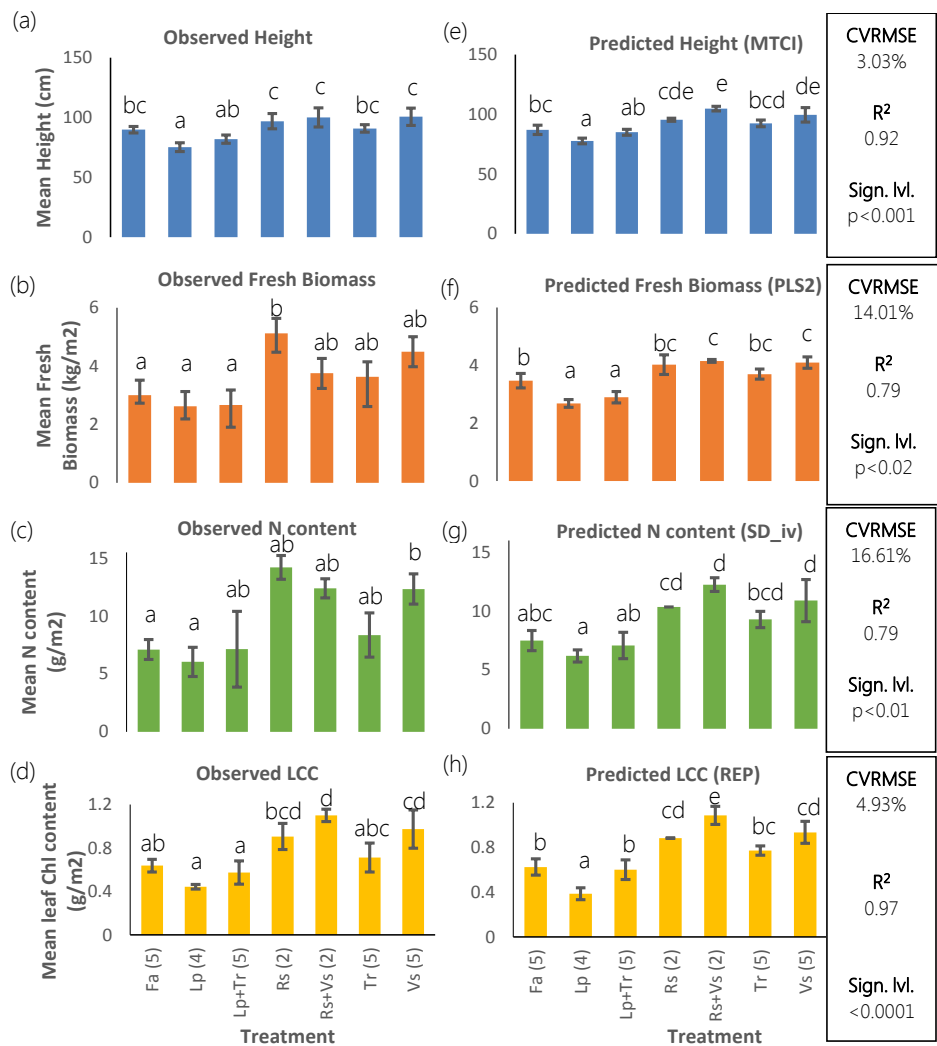 (a)
Observed Height
Mean Height (cm)
150
100
50
0
bc
a
ab
c
c
bc
c
(e)
Predicted Height (MTCI)
150
100
50
0
bc
a
ab
cde
e
bcd
de
CVRMSE
3.03%
R²
0.92
Sign. lvl.
p<0.001
(b)
Observed Fresh Biomass
Mean Fresh
Biomass (kg/m2)
6
4
2
0
a
a
a
b
ab
ab
ab
(f)
Predicted Fresh Biomass (PLS2)
6
4
2
0
b
a
a
bc
c
bc
c
CVRMSE
14.01%
R²
0.79
Sign. lvl.
p<0.02
(c)
Observed N content
Mean N content
(g/m2)
15
10
5
0
a
a
ab
ab
ab
ab
b
(g)
Predicted N content (SD_iv)
15
10
5
0
abc
a
ab
cd
d
bcd
d
CVRMSE
16.61%
R²
0.79
Sign. lvl.
p<0.01
(d)
Observed LCC
Mean leaf Chl content
(g/m2)
1.2
0.8
0.4
0
ab
a
a
bcd
d
abc
cd
Fa (5)
Lp (4)
Lp+Tr (5)
Rs (2)
Rs+Vs (2)
Tr (5)
Vs (5)
Treatment
(h)
Predicted LCC (REP)
1.2
0.8
0.4
0
b
a
b
cd
e
bc
cd
Fa (5)
Lp (4)
Lp+Tr (5)
Rs (2)
Rs+Vs (2)
Tr (5)
Vs (5)
Treatment
CVRMSE
4.93%
R²
0.97
Sign. lvl.
<0.0001